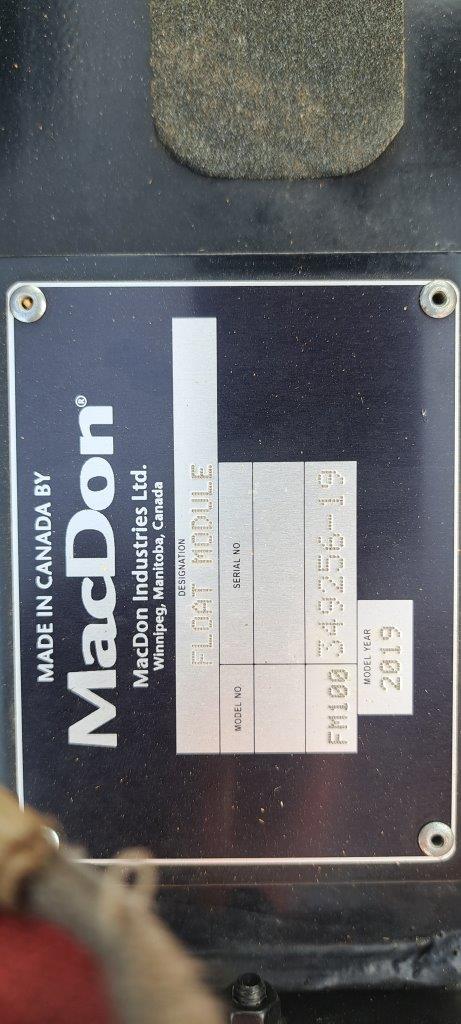 MADE IN CANADA BY
MacDon®
MacDon Industries Ltd.
Winnipeg, Manitoba, Canada
DESIGNATION
FLOAT MODULE
MODEL NO. SERIAL NO
FM100 349256-19
MODEL YEAR
2019